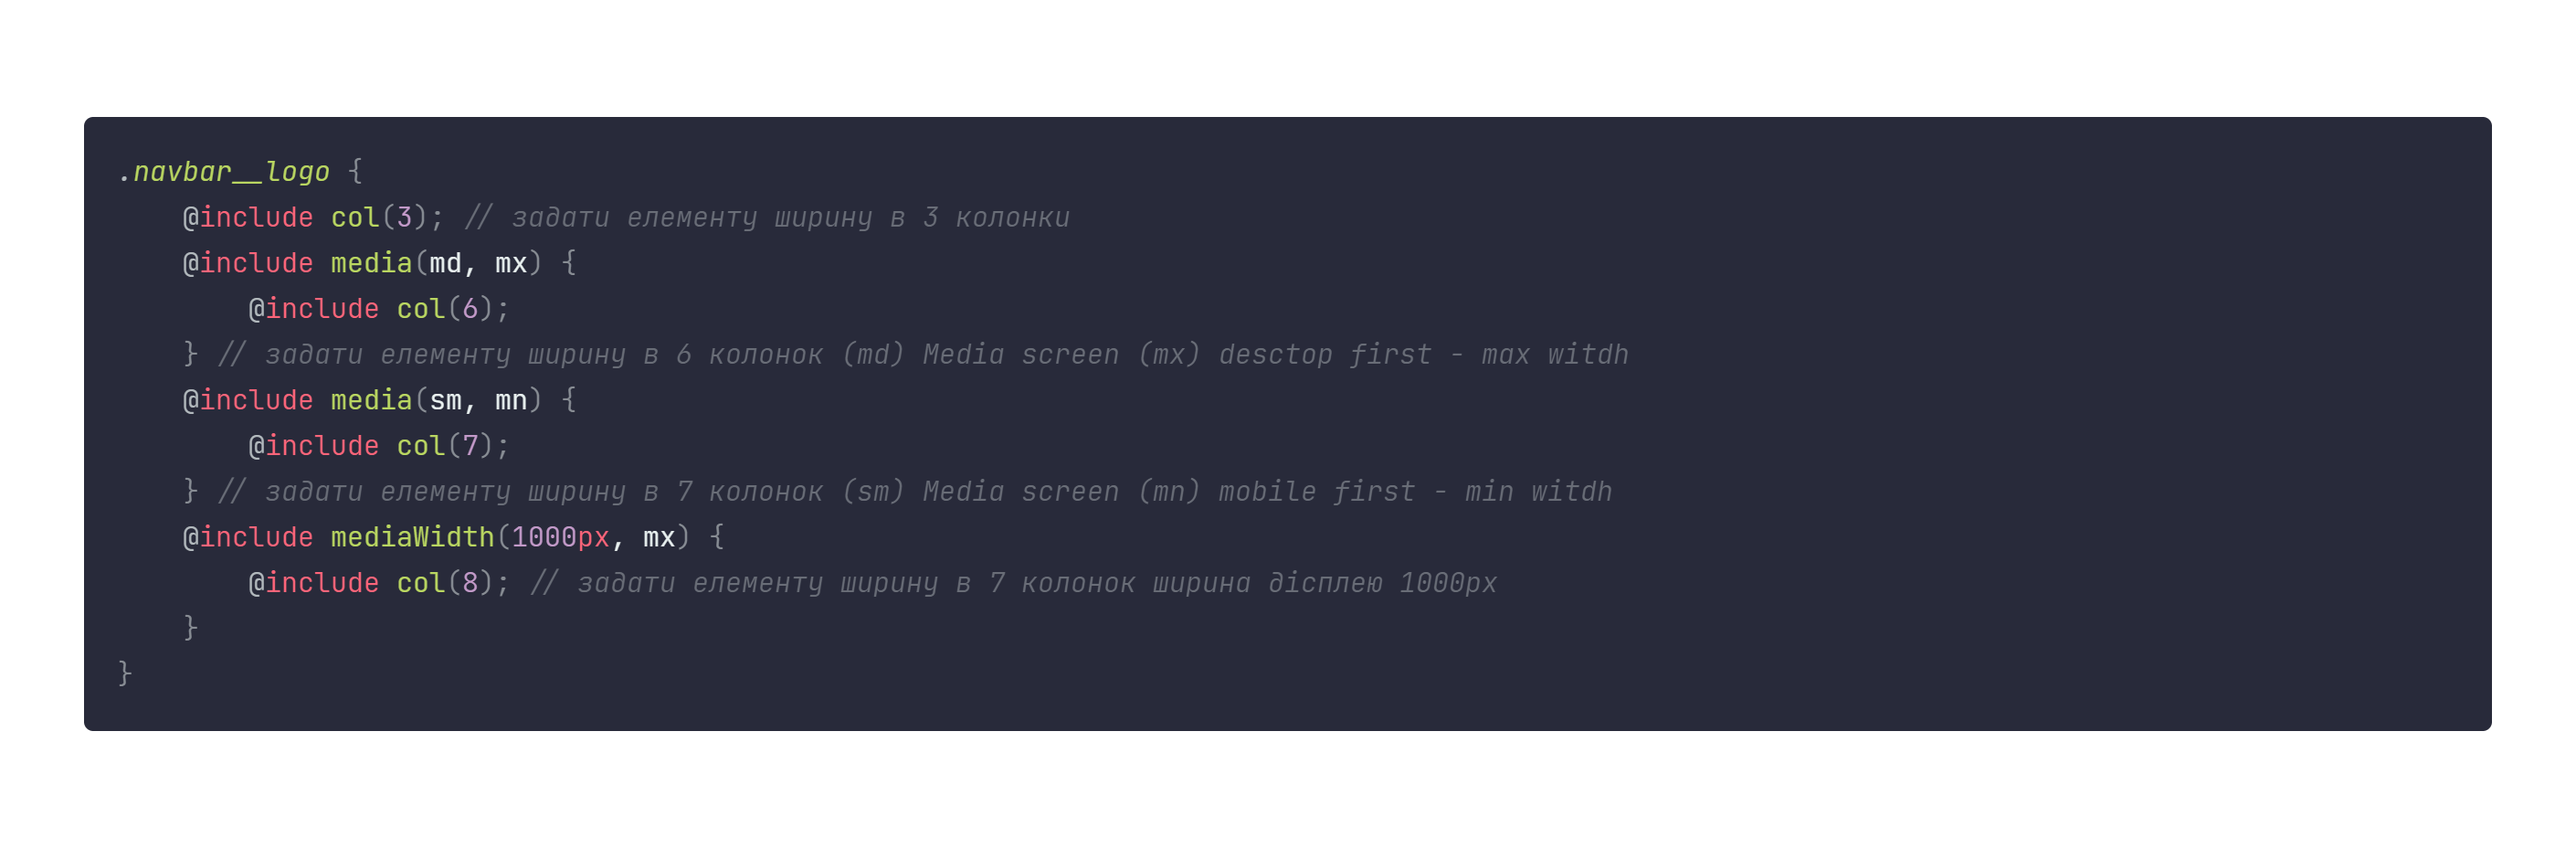 .navbar__logo {
    @include col(3); // задати елементу ширину в 3 колонки
    @include media(md, mx) {
        @include col(6);
    } // задати елементу ширину в 6 колонок (md) Media screen (mx) desctop first - max witdh
    @include media(sm, mn) {
        @include col(7);
    } // задати елементу ширину в 7 колонок (sm) Media screen (mn) mobile first - min witdh
    @include mediaWidth(1000px, mx) {
        @include col(8); // задати елементу ширину в 7 колонок ширина дісплею 1000px
    }
}